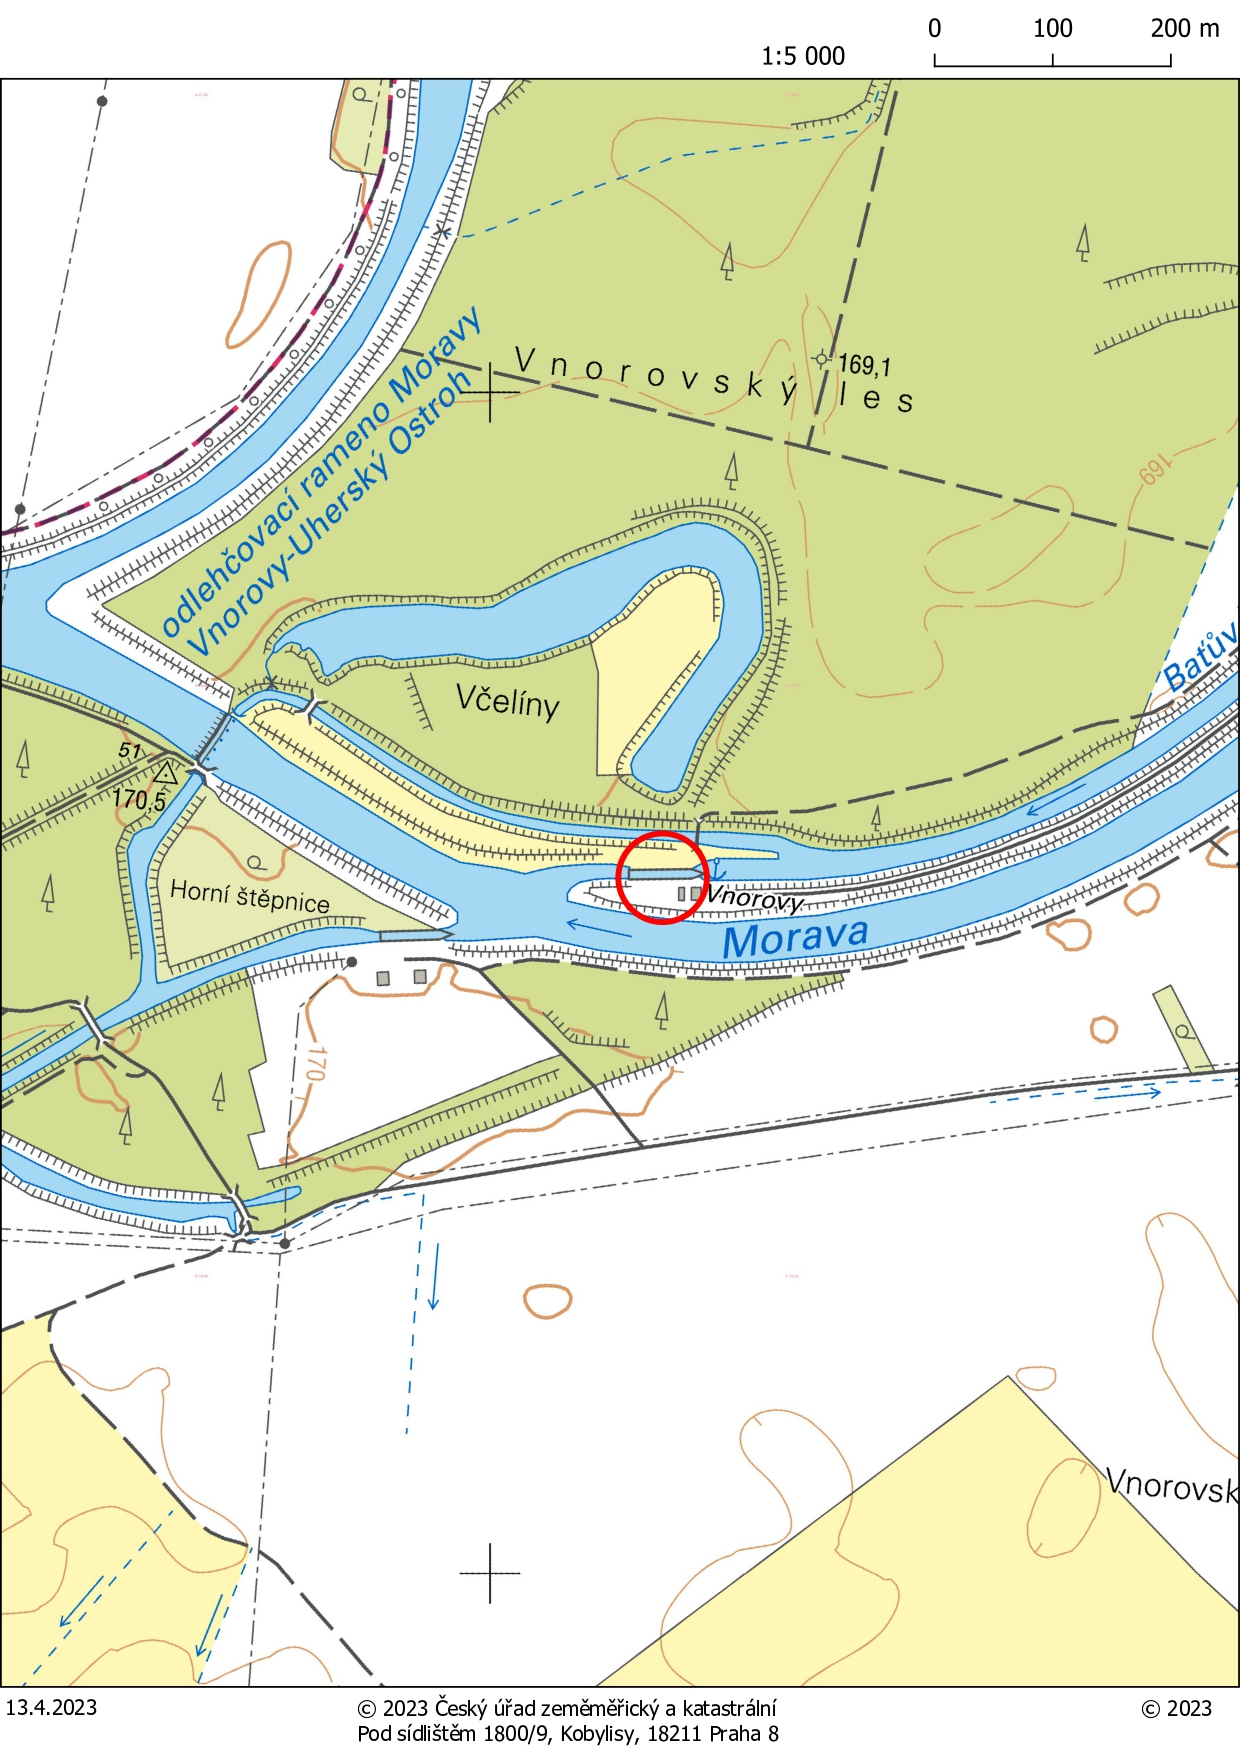 0 100 200 m
1:5 000
Vnorovský les
169,1
169
odlehčovací rameno Moravy
Vnorovy-Uherský Ostroh
Baťův
Včelíny
51
170,5
Horní štěpnice
Vnorovy
Morava
170
Vnorovsk
13.4.2023
© 2023 Český úřad zeměměřický a katastrální
Pod sídlištěm 1800/9, Kobylisy, 18211 Praha 8
© 2023